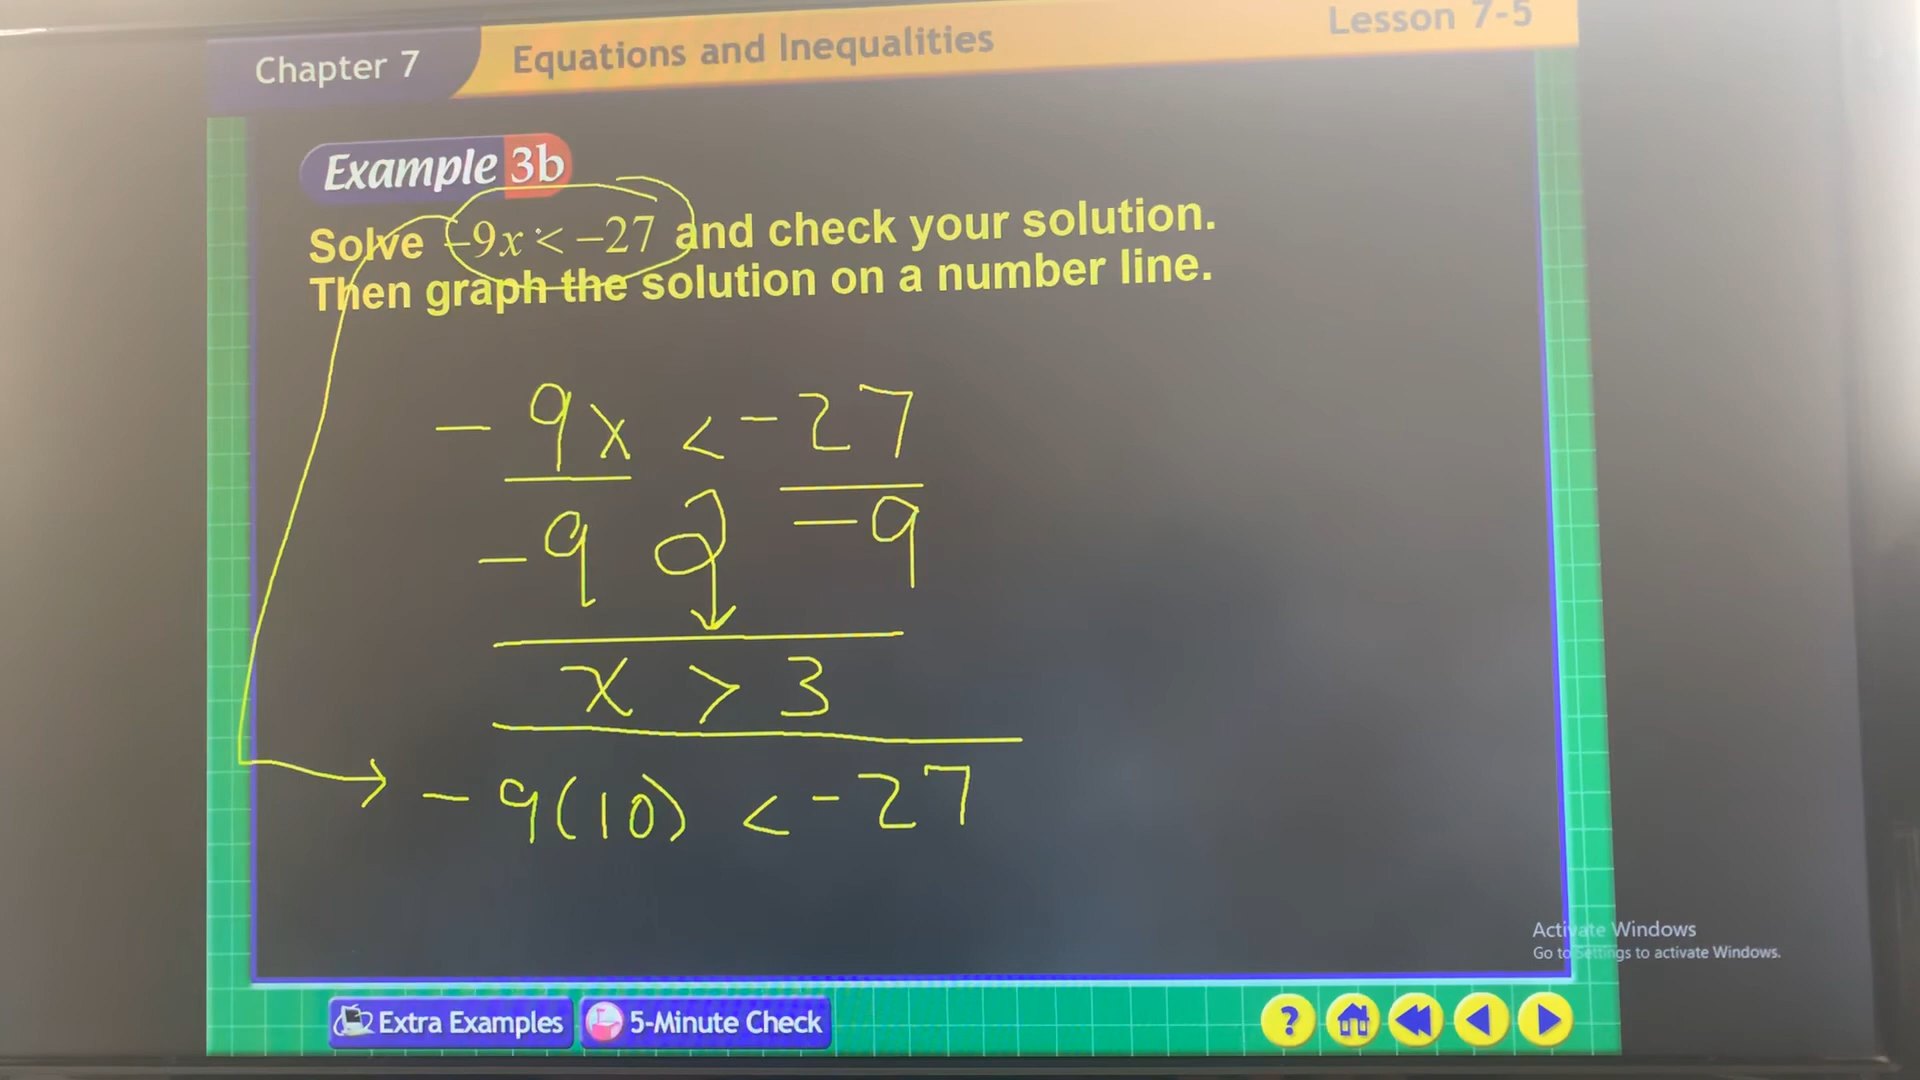 Chapter 7 Equations and Inequalities Lesson 7-5
Example 3b
Solve −9x < −27 and check your solution.
Then graph the solution on a number line.
−9x < −27
−9 −9
x > 3
−9(10) < −27
Activate Windows
Go to Settings to activate Windows.
Extra Examples 5-Minute Check ?